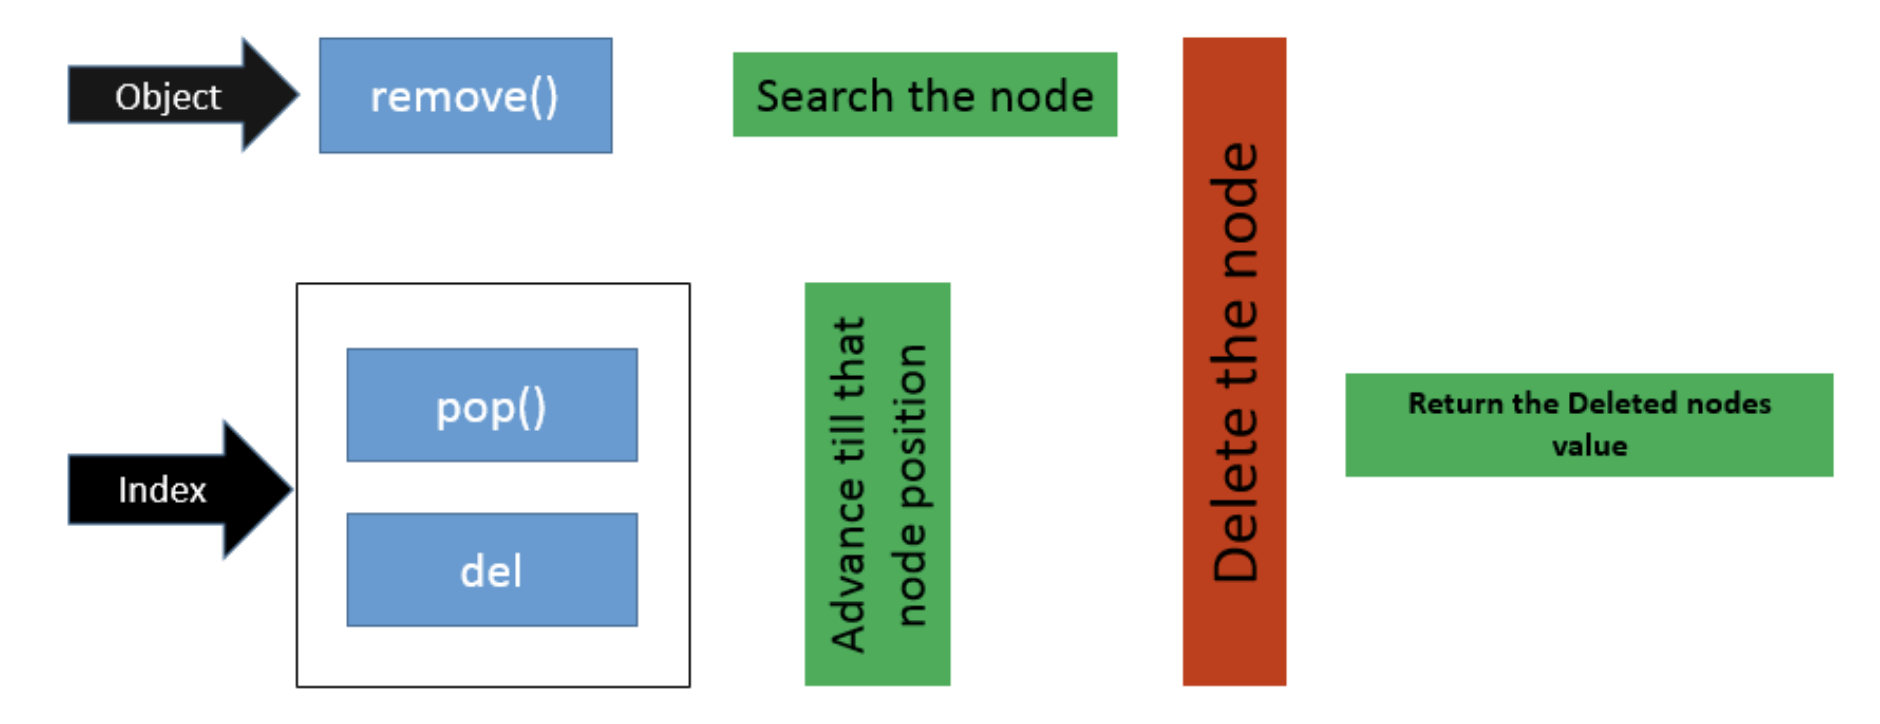 Object
remove()
Search the node
Delete the node
Index
pop()
del
Advance till that
node position
Return the Deleted nodes
value